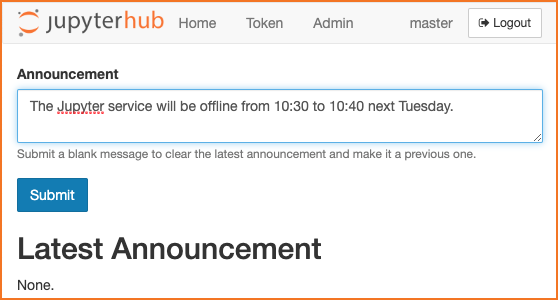 jupyterhub Home Token Admin master Logout
Announcement
The Jupyter service will be offline from 10:30 to 10:40 next Tuesday.
Submit a blank message to clear the latest announcement and make it a previous one.
Submit
Latest Announcement
None.